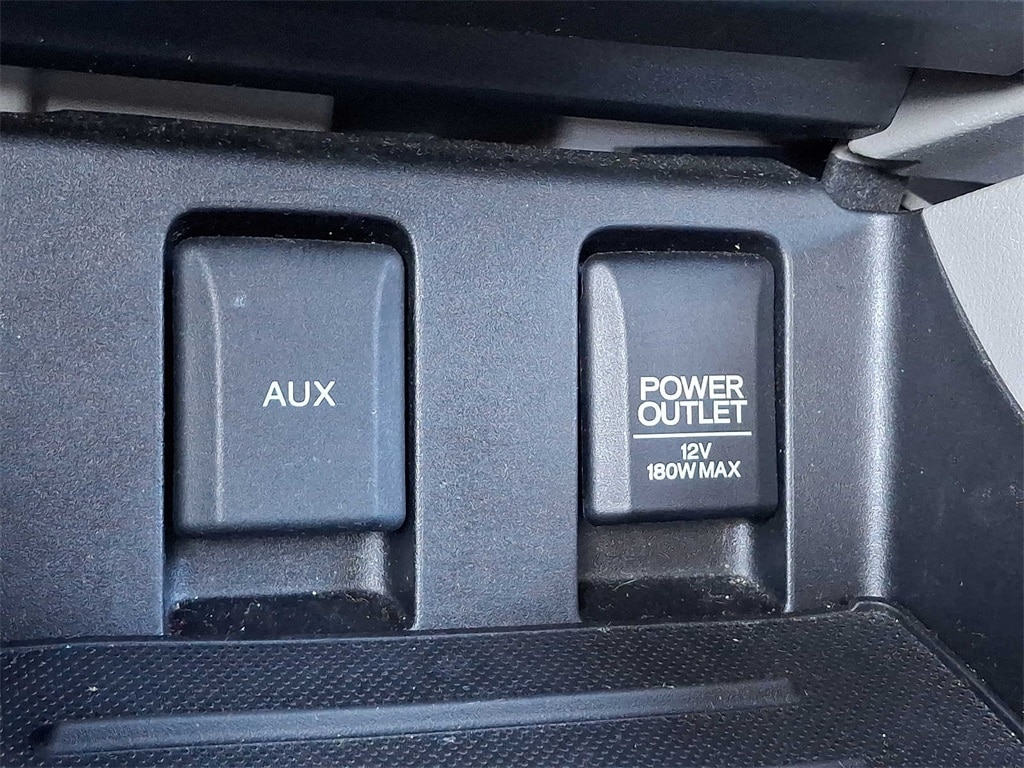 AUX
POWER
OUTLET
12V
180W MAX